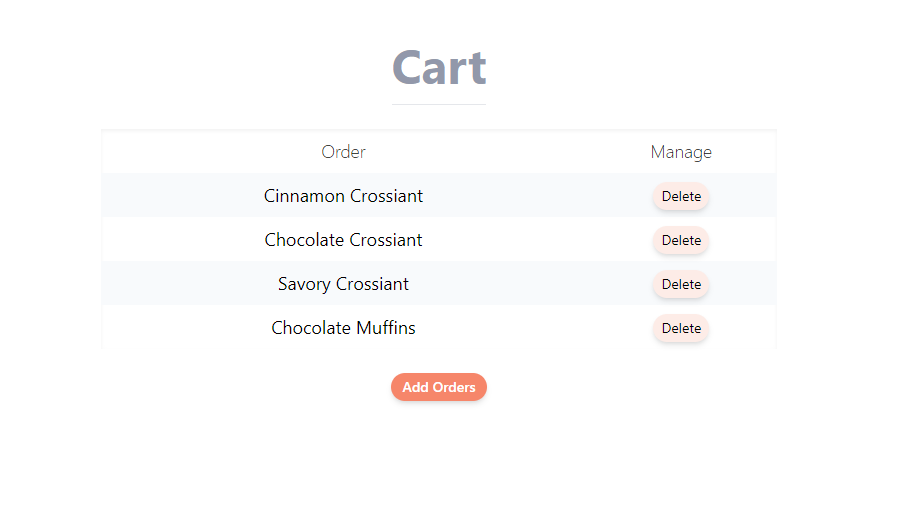 Cart
Order Manage
Cinnamon Crossiant Delete
Chocolate Crossiant Delete
Savory Crossiant Delete
Chocolate Muffins Delete
Add Orders